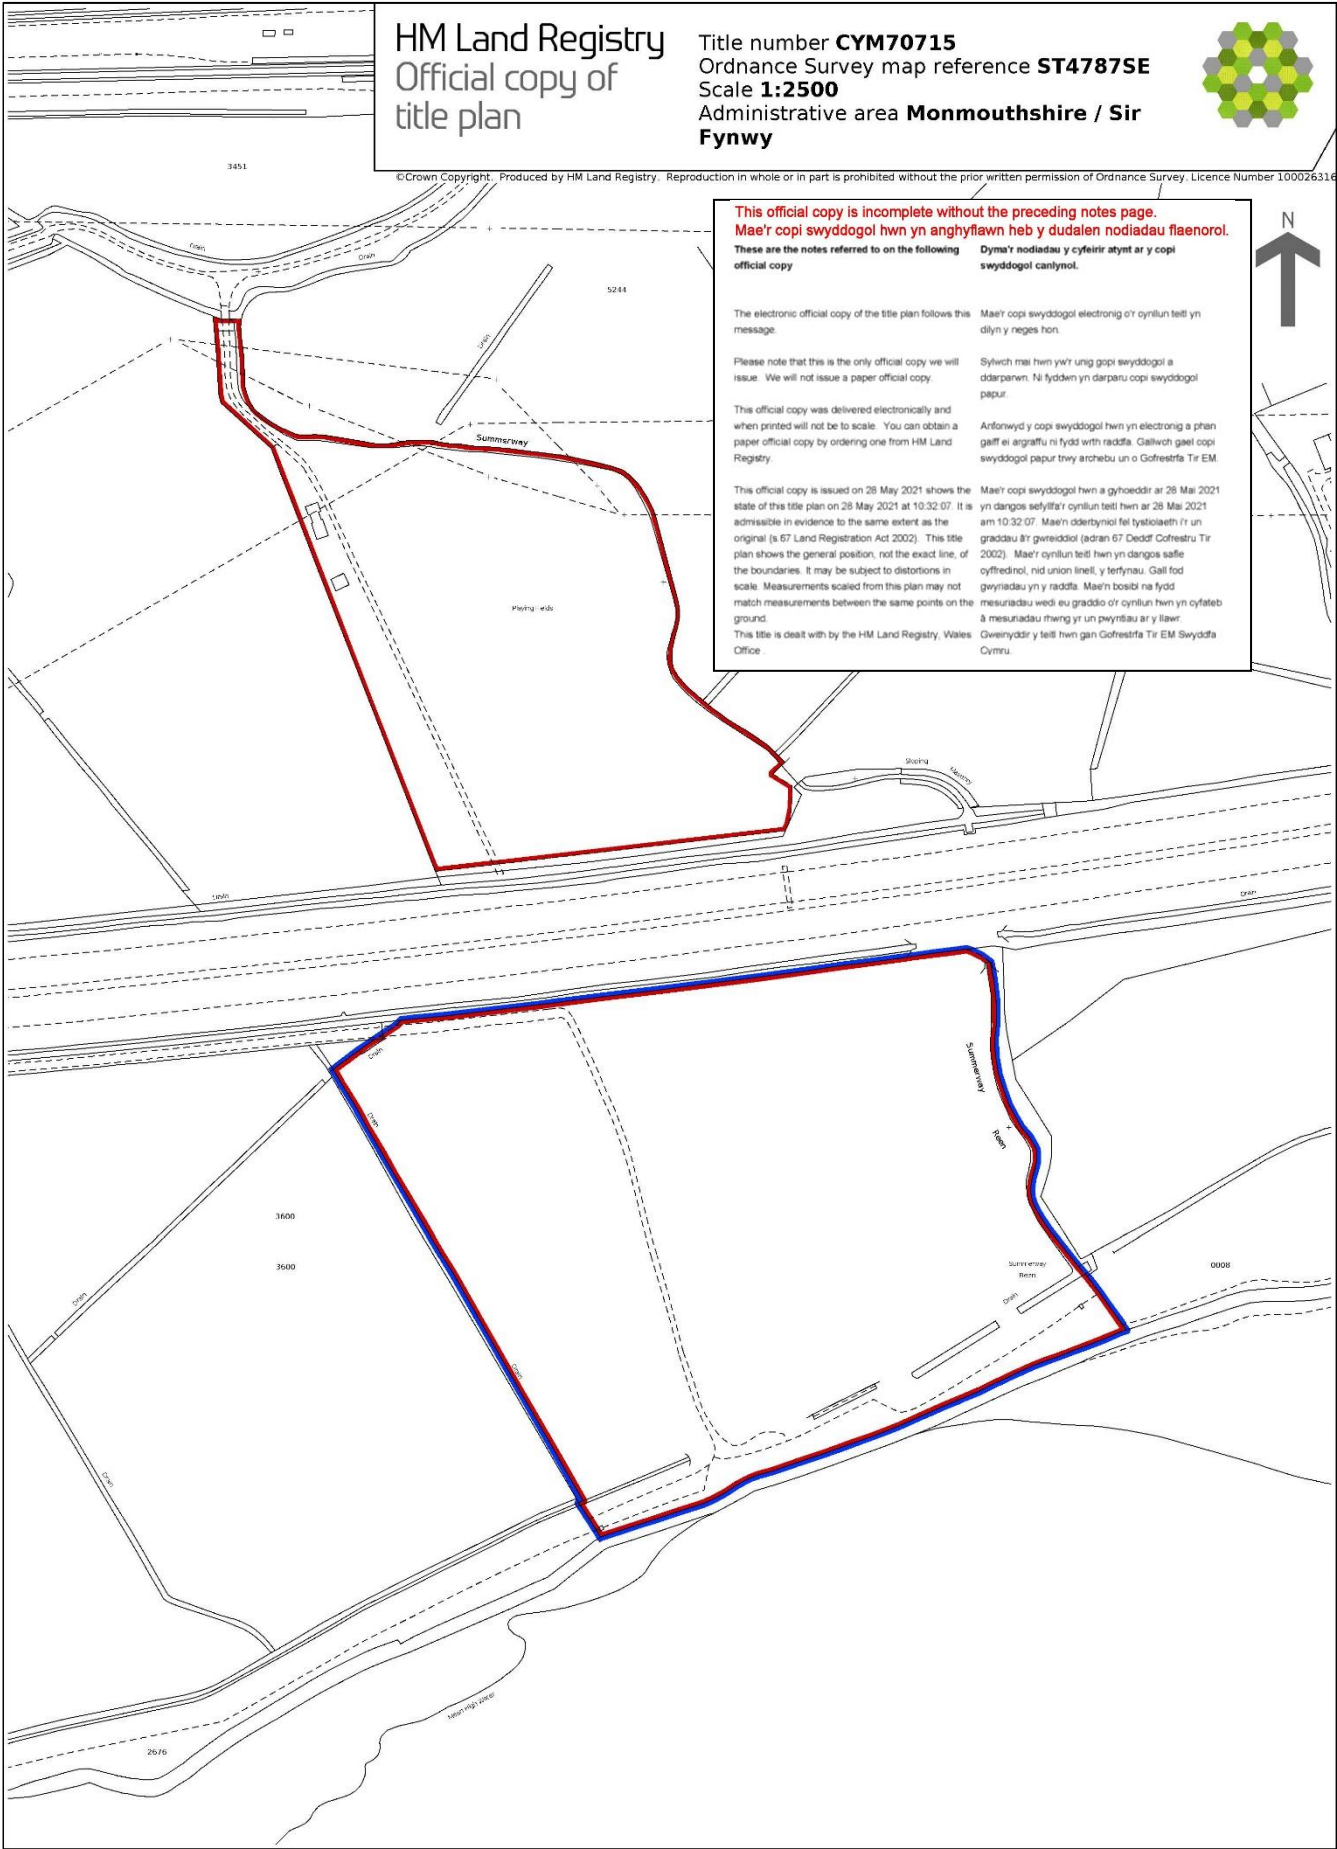 HM Land Registry
Official copy of
title plan
Title number CYM70715
Ordnance Survey map reference ST4787SE
Scale 1:2500
Administrative area Monmouthshire / Sir
Fynwy
©Crown Copyright. Produced by HM Land Registry. Reproduction in whole or in part is prohibited without the prior written permission of Ordnance Survey. Licence Number 100026316
This official copy is incomplete without the preceding notes page.
Mae'r copi swyddogol hwn yn anghyflawn heb y dudalen nodiadau flaenorol.
These are the notes referred to on the following
official copy
The electronic official copy of the title plan follows this
message.
Please note that this is the only official copy we will
issue. We will not issue a paper official copy.
This official copy was delivered electronically and
when printed will not be to scale. You can obtain a
paper official copy by ordering one from HM Land
Registry.
This official copy is issued on 28 May 2021 shows the
state of this title plan on 28 May 2021 at 10:32:07. It is
admissible in evidence to the same extent as the
original (s.67 Land Registration Act 2002). This title
plan shows the general position, not the exact line, of
the boundaries. It may be subject to distortions in
scale. Measurements scaled from this plan may not
match measurements between the same points on the
ground.
This title is dealt with by the HM Land Registry, Wales
Office .
Dyma'r nodiadau y cyfeirir atynt ar y copi
swyddogol canlynol.
Mae'r copi swyddogol electronig o'r cynllun teitl yn
dilyn y neges hon.
Sylwch mai hwn yw'r unig gopi swyddogol a
ddarparwn. Ni fyddwn yn darparu copi swyddogol
papur.
Anfonwyd y copi swyddogol hwn yn electronig a phan
gaiff ei argraffu ni fydd wrth raddfa. Gallwch gael copi
swyddogol papur trwy archebu un o Gofrestrfa Tir EM.
Mae'r copi swyddogol hwn a gyhoeddir ar 28 Mai 2021
yn dangos sefyllfa'r cynllun teitl hwn ar 28 Mai 2021
am 10:32:07. Mae'n dderbyniol fel tystiolaeth i'r un
graddau â'r gwreiddiol (adran 67 Deddf Cofrestru Tir
2002). Mae'r cynllun teitl hwn yn dangos safle
cyffredinol, nid union linell, y terfynau. Gall fod
gwyriadau yn y raddfa. Mae'n bosibl na fydd
mesuriadau wedi eu graddio o'r cynllun hwn yn cyfateb
â mesuriadau rhwng yr un pwyntiau ar y llawr.
Gweinyddir y teitl hwn gan Gofrestrfa Tir EM Swyddfa
Cymru.
N
3451
Drain
Drain
5244
Drain
Summerway
Sloping
Masonry
Drain
Drain
Drain
Drain
Summerway
Reen
3600
3600
Summerway
Reen
0008
Drain
Drain
Drain
Drain
Mean High Water
2676